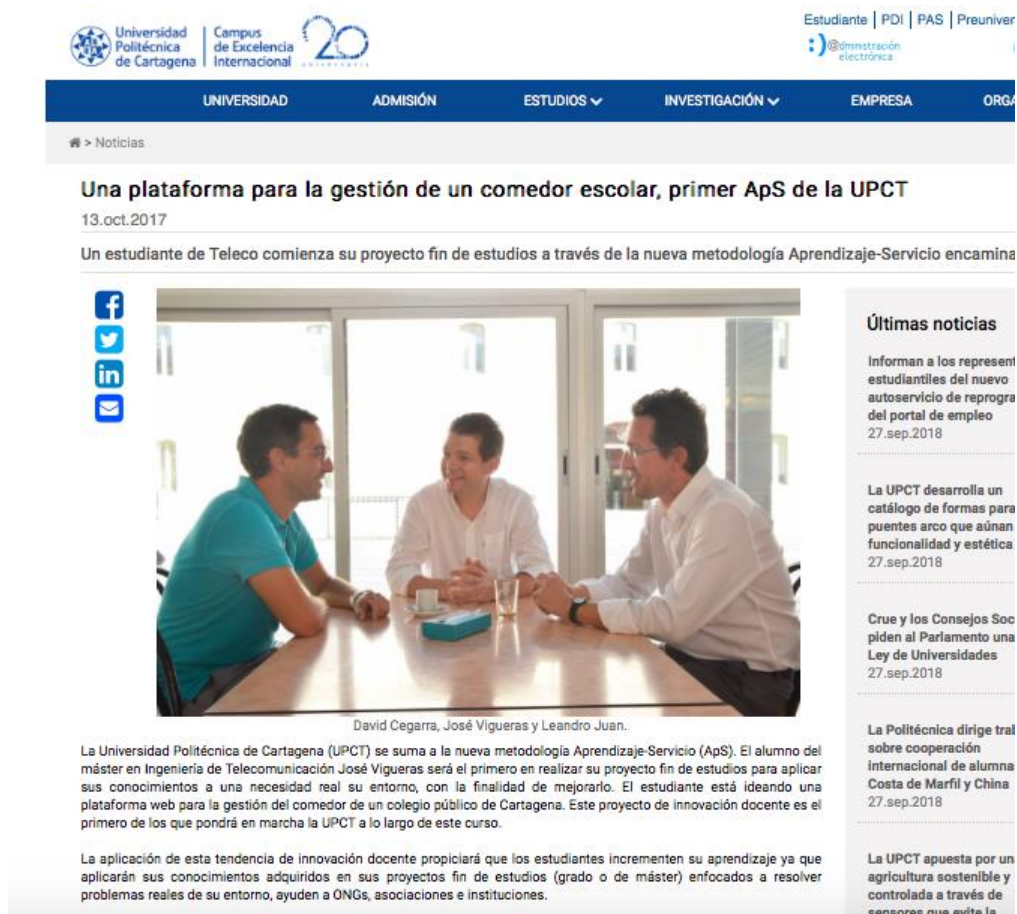 Universidad
Politécnica
de Cartagena
Campus
de Excelencia
Internacional
20
Estudiante | PDI | PAS | Preuniver
:)@dministración
electrónica
UNIVERSIDAD ADMISIÓN ESTUDIOS INVESTIGACIÓN EMPRESA ORGA
> Noticias
Una plataforma para la gestión de un comedor escolar, primer ApS de la UPCT
13.oct.2017
Un estudiante de Teleco comienza su proyecto fin de estudios a través de la nueva metodología Aprendizaje-Servicio encamina
David Cegarra, José Vigueras y Leandro Juan.
La Universidad Politécnica de Cartagena (UPCT) se suma a la nueva metodología Aprendizaje-Servicio (ApS). El alumno del
máster en Ingeniería de Telecomunicación José Vigueras será el primero en realizar su proyecto fin de estudios para aplicar
sus conocimientos a una necesidad real su entorno, con la finalidad de mejorarlo. El estudiante está ideando una
plataforma web para la gestión del comedor de un colegio público de Cartagena. Este proyecto de innovación docente es el
primero de los que pondrá en marcha la UPCT a lo largo de este curso.
La aplicación de esta tendencia de innovación docente propiciará que los estudiantes incrementen su aprendizaje ya que
aplicarán sus conocimientos adquiridos en sus proyectos fin de estudios (grado o de máster) enfocados a resolver
problemas reales de su entorno, ayuden a ONGs, asociaciones e instituciones.
Últimas noticias
Informan a los represent
estudiantiles del nuevo
autoservicio de reprogra
del portal de empleo
27.sep.2018
La UPCT desarrolla un
catálogo de formas para
puentes arco que aúnan
funcionalidad y estética
27.sep.2018
Crue y los Consejos Soc
piden al Parlamento una
Ley de Universidades
27.sep.2018
La Politécnica dirige trab
sobre cooperación
internacional de alumna
Costa de Marfil y China
27.sep.2018
La UPCT apuesta por un
agricultura sostenible y
controlada a través de
sensores que evite la